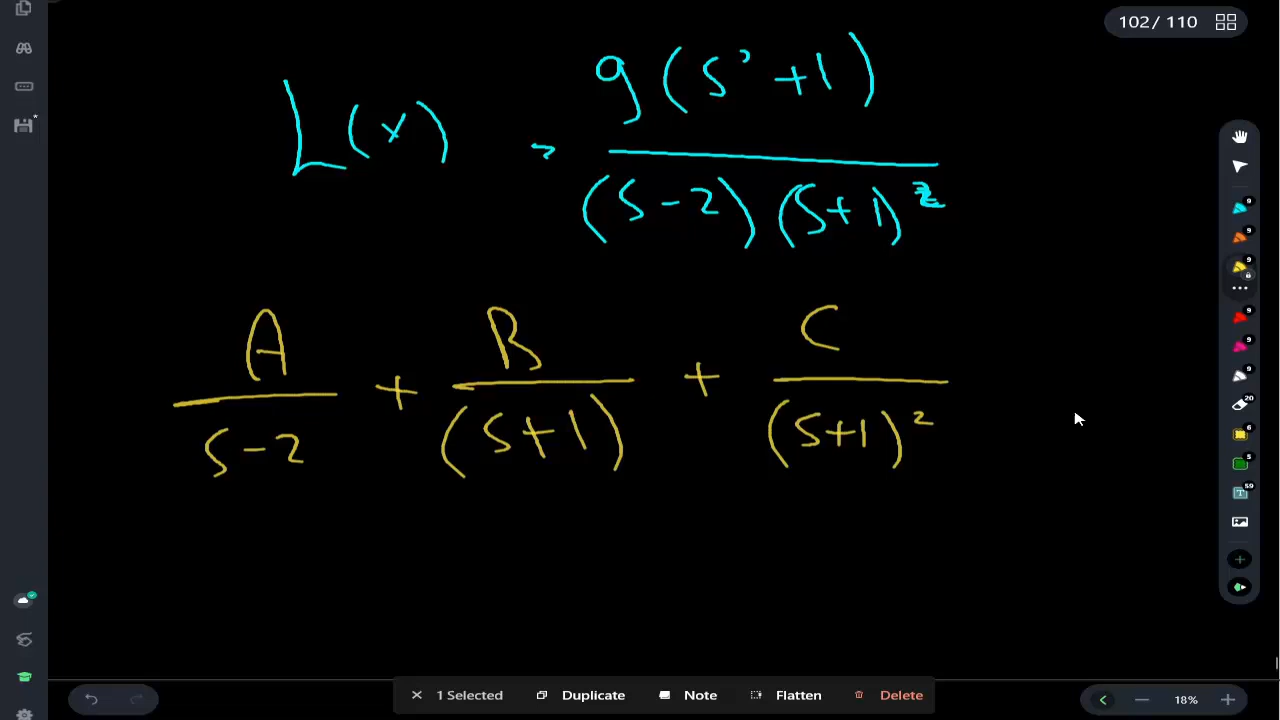 102/ 110
L(x) = 9(s²+1)
(s-2)(s+1)²
A + B + C
s-2 (s+1) (s+1)²
1 Selected Duplicate Note Flatten Delete
18%